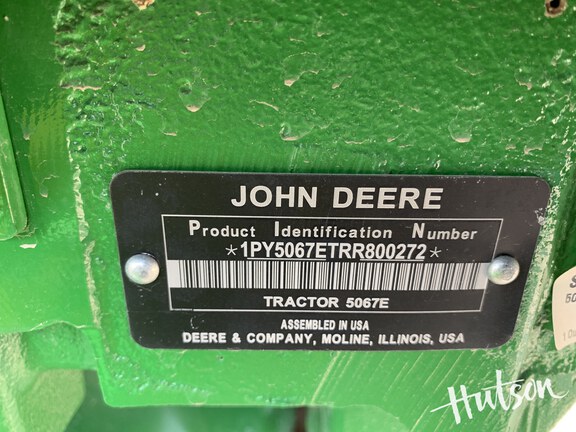 JOHN DEERE
Product Identification Number
*1PY5067ETRR800272*
TRACTOR 5067E
ASSEMBLED IN USA
DEERE & COMPANY, MOLINE, ILLINOIS, USA
Hutson